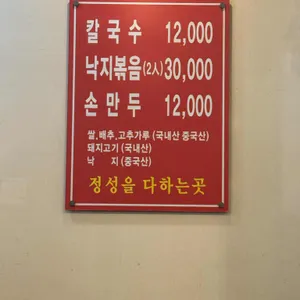 칼국수 12,000
낙지볶음(2人) 30,000
손만두 12,000
쌀,배추,고추가루 (국내산 중국산)
돼지고기 (국내산)
낙 지 (중국산)
정성을 다하는곳